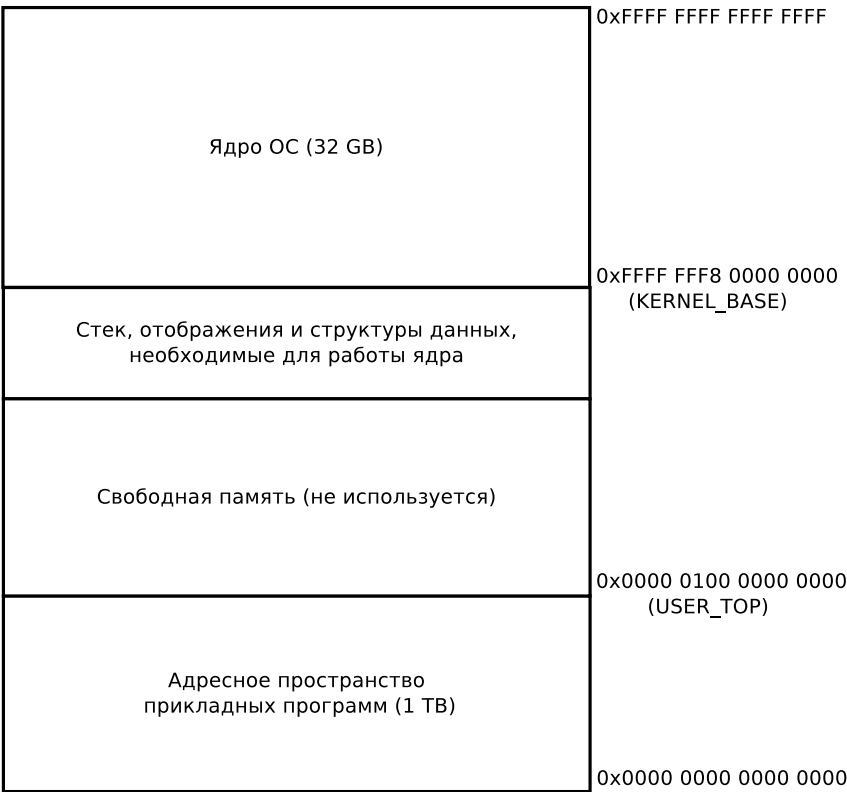 0xFFFF FFFF FFFF FFFF
Ядро ОС (32 GB)
0xFFFF FFF8 0000 0000
(KERNEL_BASE)
Стек, отображения и структуры данных,
необходимые для работы ядра
Свободная память (не используется)
0x0000 0100 0000 0000
(USER_TOP)
Адресное пространство
прикладных программ (1 TB)
0x0000 0000 0000 0000